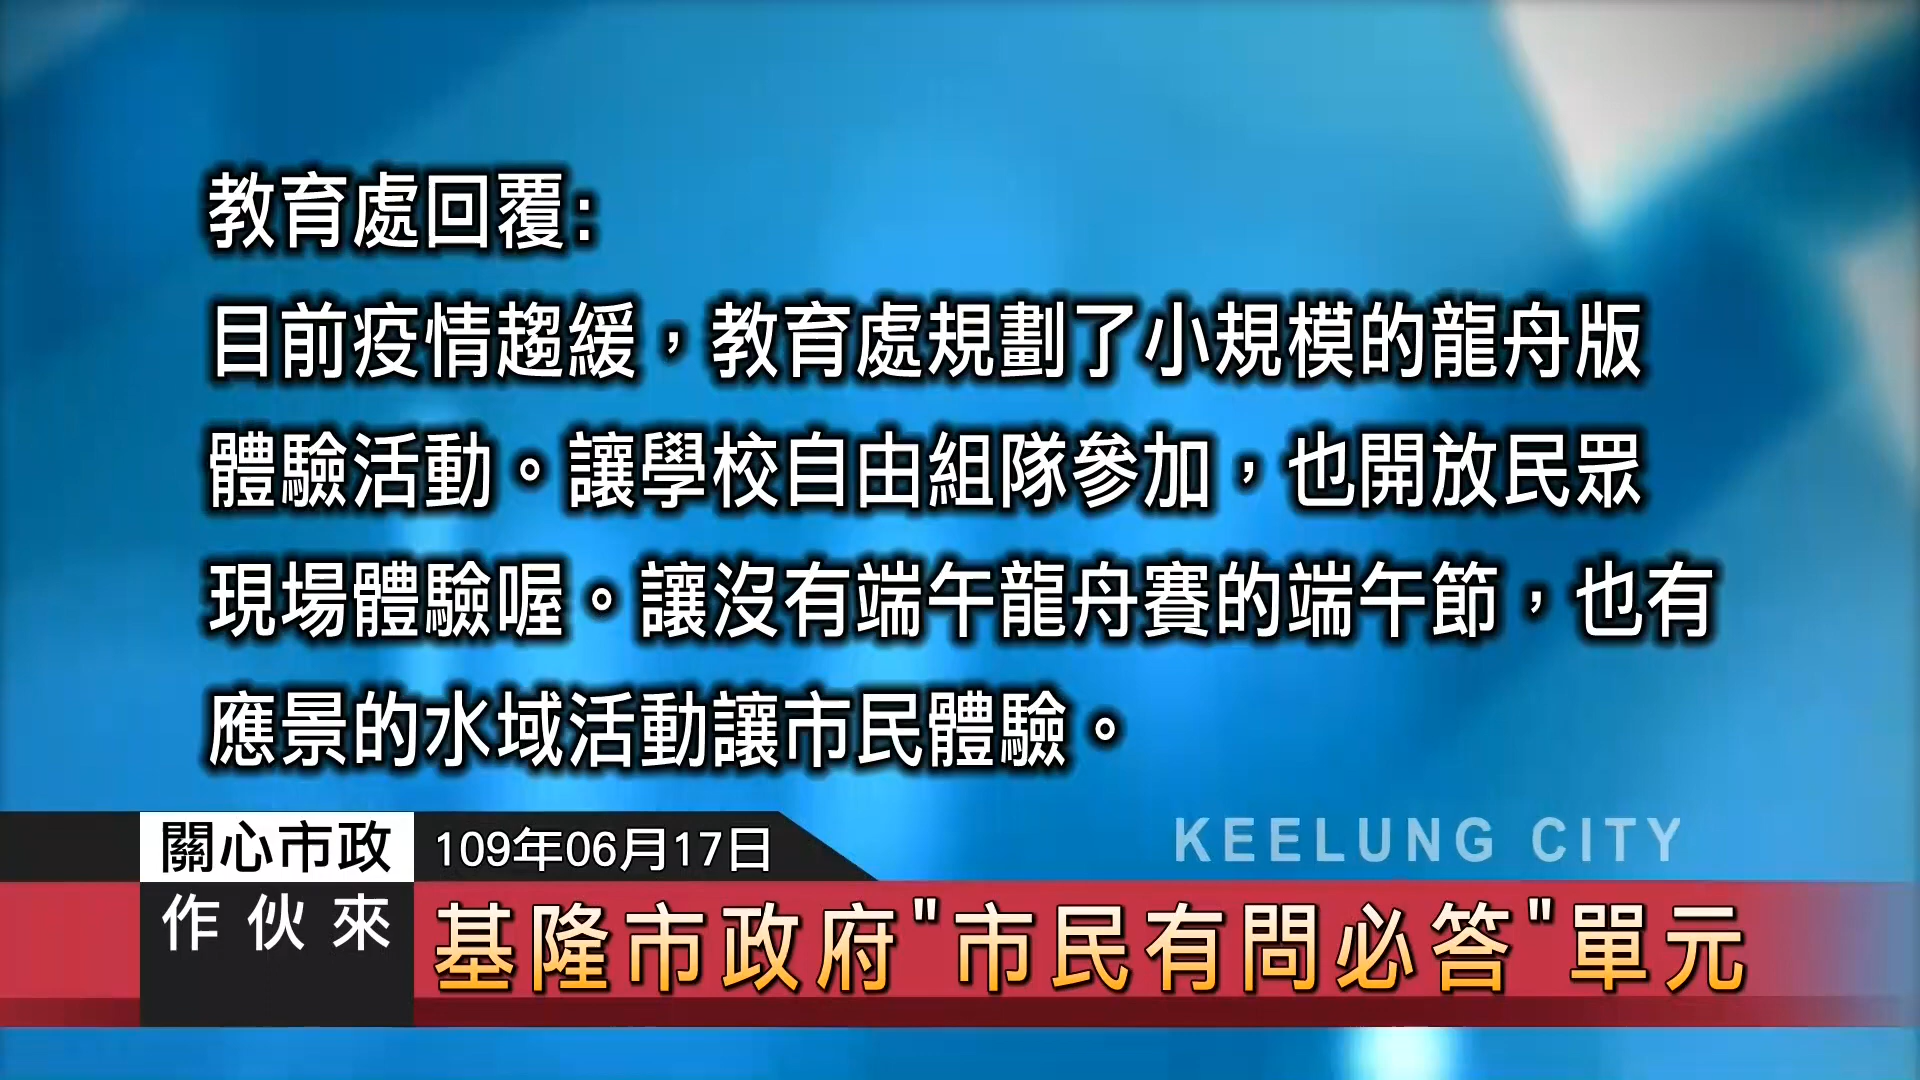 教育處回覆:
目前疫情趨緩，教育處規劃了小規模的龍舟版
體驗活動。讓學校自由組隊參加，也開放民眾
現場體驗喔。讓沒有端午龍舟賽的端午節，也有
應景的水域活動讓市民體驗。
KEELUNG CITY
關心市政
作伙來
109年06月17日
基隆市政府"市民有問必答"單元